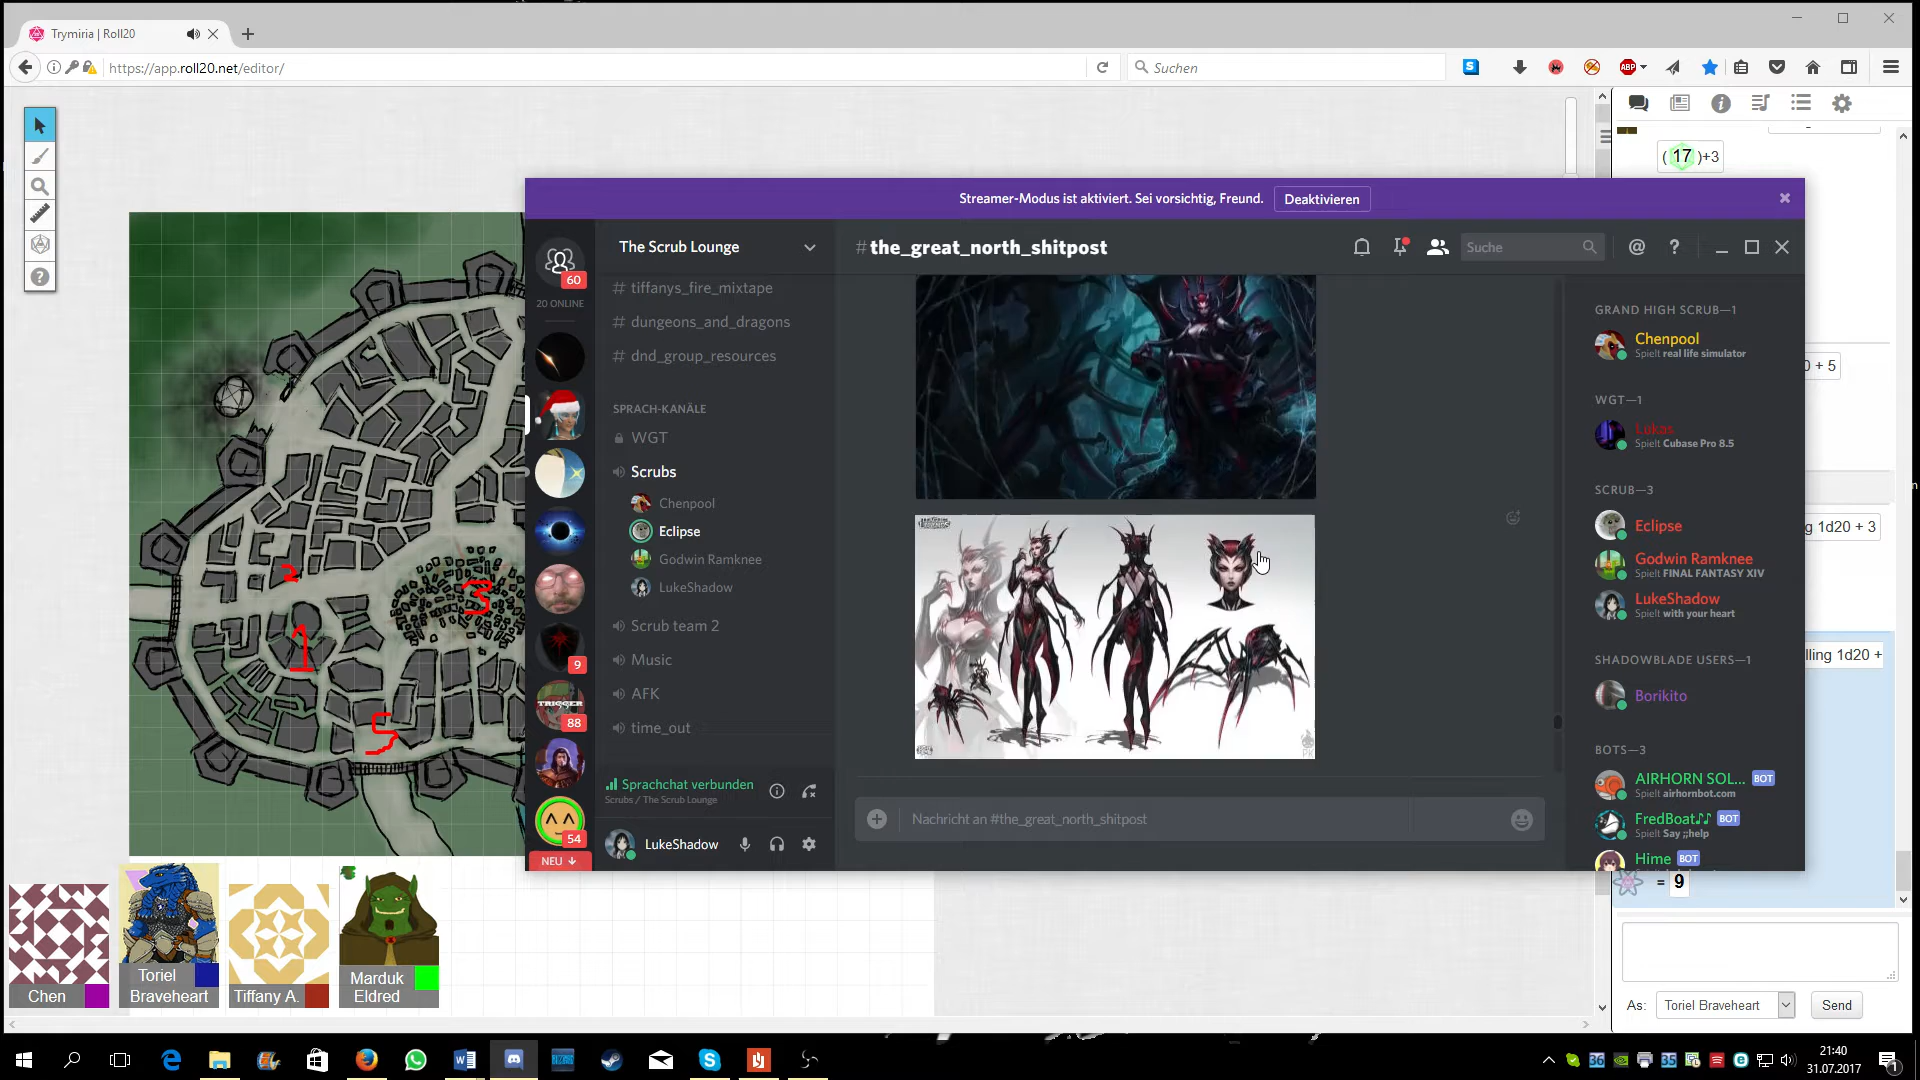 Trymiria | Roll20
https://app.roll20.net/editor/
Suchen
ABP
(17)+3
Streamer-Modus ist aktiviert. Sei vorsichtig, Freund.
Deaktivieren
60
20 ONLINE
9
TRIGGER
88
54
NEU
The Scrub Lounge
# tiffanys_fire_mixtape
# dungeons_and_dragons
# dnd_group_resources
SPRACH-KANÄLE
WGT
Scrubs
Chenpool
Eclipse
Godwin Ramknee
LukeShadow
Scrub team 2
Music
AFK
time_out
Sprachchat verbunden
Scrubs / The Scrub Lounge
LukeShadow
#the_great_north_shitpost
Suche
Nachricht an #the_great_north_shitpost
GRAND HIGH SCRUB—1
Chenpool
Spielt real life simulator
WGT—1
Lukas
Spielt Cubase Pro 8.5
SCRUB—3
Eclipse
Godwin Ramknee
Spielt FINAL FANTASY XIV
LukeShadow
Spielt with your heart
SHADOWBLADE USERS—1
Borikito
BOTS—3
AIRHORN SOL... BOT
Spielt airhornbot.com
FredBoat♪♪ BOT
Spielt Say ;;help
Hime BOT
0 + 5
g 1d20 + 3
lling 1d20 +
= 9
2
1
3
5
Chen
Toriel
Braveheart
Tiffany A.
Marduk
Eldred
As:
Toriel Braveheart
Send
36
35
21:40
31.07.2017
1